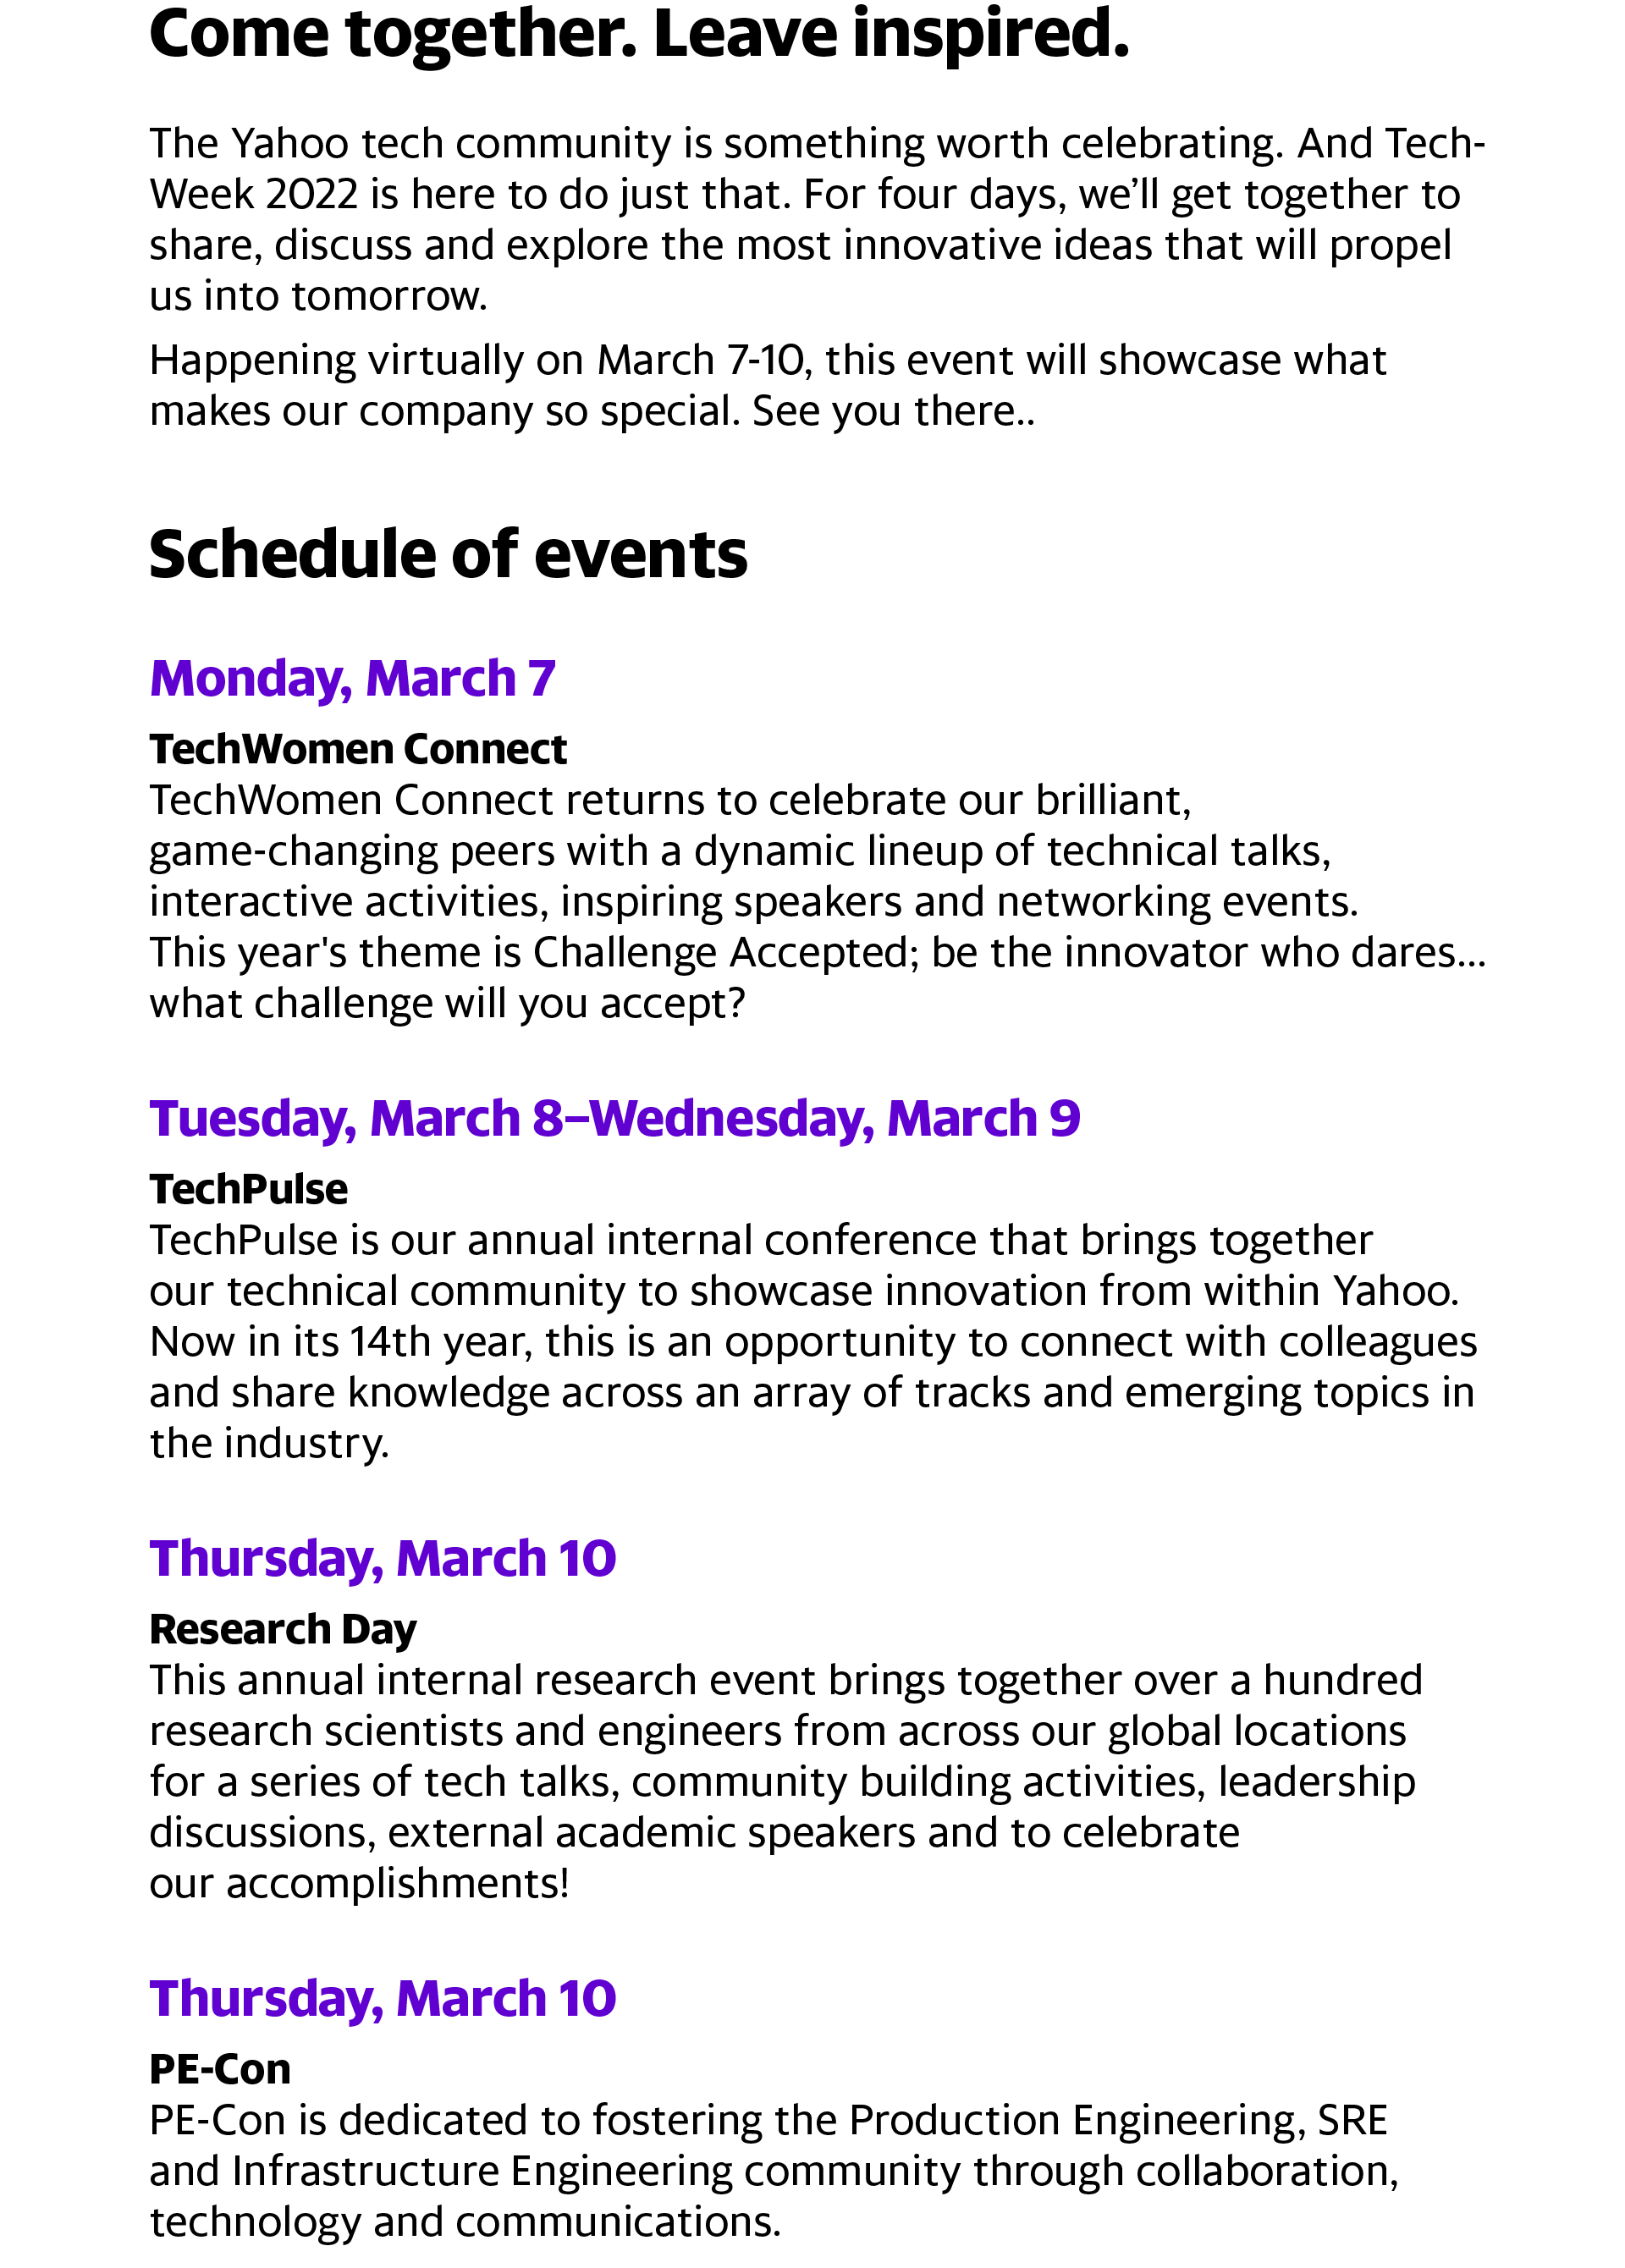 Come together. Leave inspired.
The Yahoo tech community is something worth celebrating. And Tech-
Week 2022 is here to do just that. For four days, we’ll get together to
share, discuss and explore the most innovative ideas that will propel
us into tomorrow.
Happening virtually on March 7-10, this event will showcase what
makes our company so special. See you there..
Schedule of events
Monday, March 7
TechWomen Connect
TechWomen Connect returns to celebrate our brilliant,
game-changing peers with a dynamic lineup of technical talks,
interactive activities, inspiring speakers and networking events.
This year's theme is Challenge Accepted; be the innovator who dares...
what challenge will you accept?
Tuesday, March 8–Wednesday, March 9
TechPulse
TechPulse is our annual internal conference that brings together
our technical community to showcase innovation from within Yahoo.
Now in its 14th year, this is an opportunity to connect with colleagues
and share knowledge across an array of tracks and emerging topics in
the industry.
Thursday, March 10
Research Day
This annual internal research event brings together over a hundred
research scientists and engineers from across our global locations
for a series of tech talks, community building activities, leadership
discussions, external academic speakers and to celebrate
our accomplishments!
Thursday, March 10
PE-Con
PE-Con is dedicated to fostering the Production Engineering, SRE
and Infrastructure Engineering community through collaboration,
technology and communications.